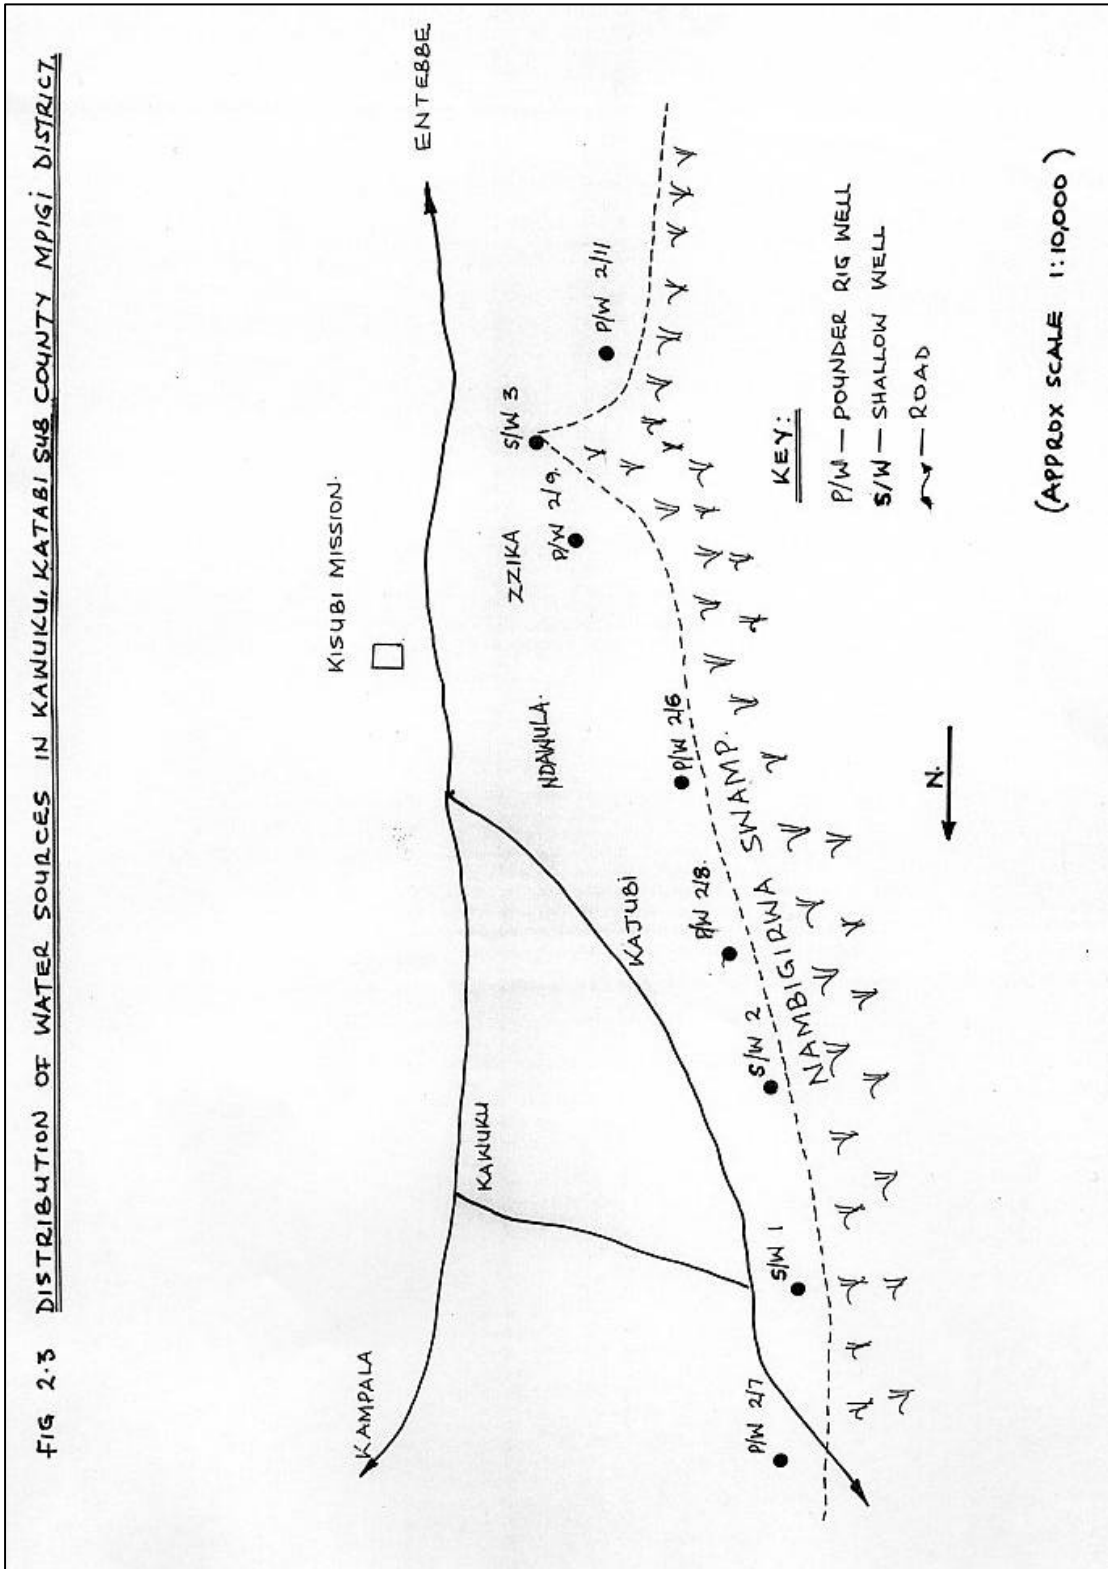 FIG 2.3 DISTRIBUTION OF WATER SOURCES IN KAWUKU, KATABI SUB COUNTY MPIGI DISTRICT.
KAMPALA
ENTEBBE
KISUBI MISSION.
KAWUKU
NDAWULA.
ZZIKA
S/W 3
P/W 2/9.
P/W 2/11
KAJUBI
P/W 2/6
P/W 2/8.
S/W 2
S/W 1
P/W 2/7
NAMBIGIRWA SWAMP.
KEY:
P/W — POUNDER RIG WELL
S/W — SHALLOW WELL
— ROAD
N.
(APPROX SCALE 1:10,000)